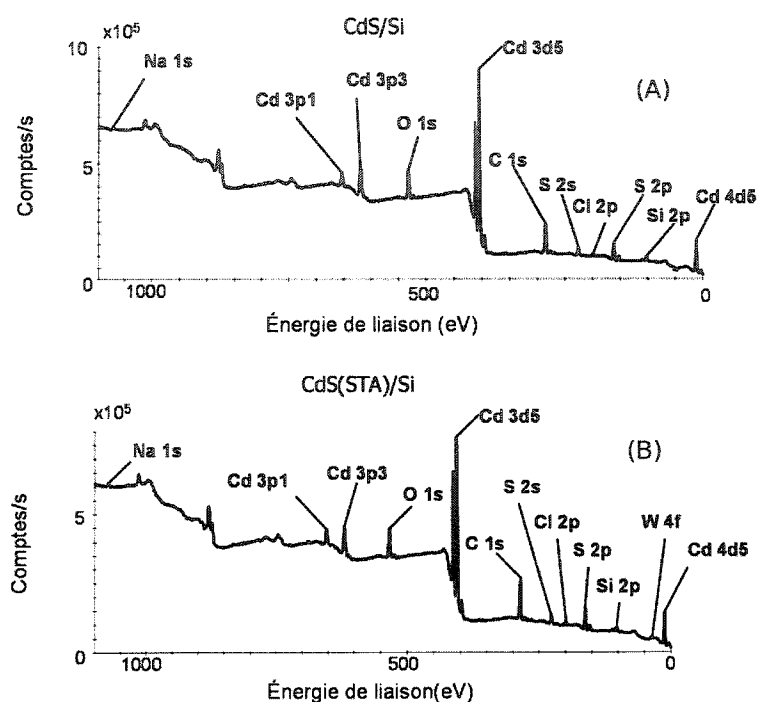 CdS/Si
x10⁵
10
Cd 3d5
Na 1s
(A)
Cd 3p3
Cd 3p1
O 1s
Comptes/s
5
C 1s
S 2s
S 2p
Cd 4d5
Cl 2p
Si 2p
0
1000
500
0
Énergie de liaison (eV)
CdS(STA)/Si
x10⁵
Cd 3d5
Na 1s
(B)
Cd 3p1
Cd 3p3
O 1s
S 2s
Cl 2p
W 4f
Comptes/s
5
C 1s
S 2p
Cd 4d5
Si 2p
0
1000
500
0
Énergie de liaison(eV)